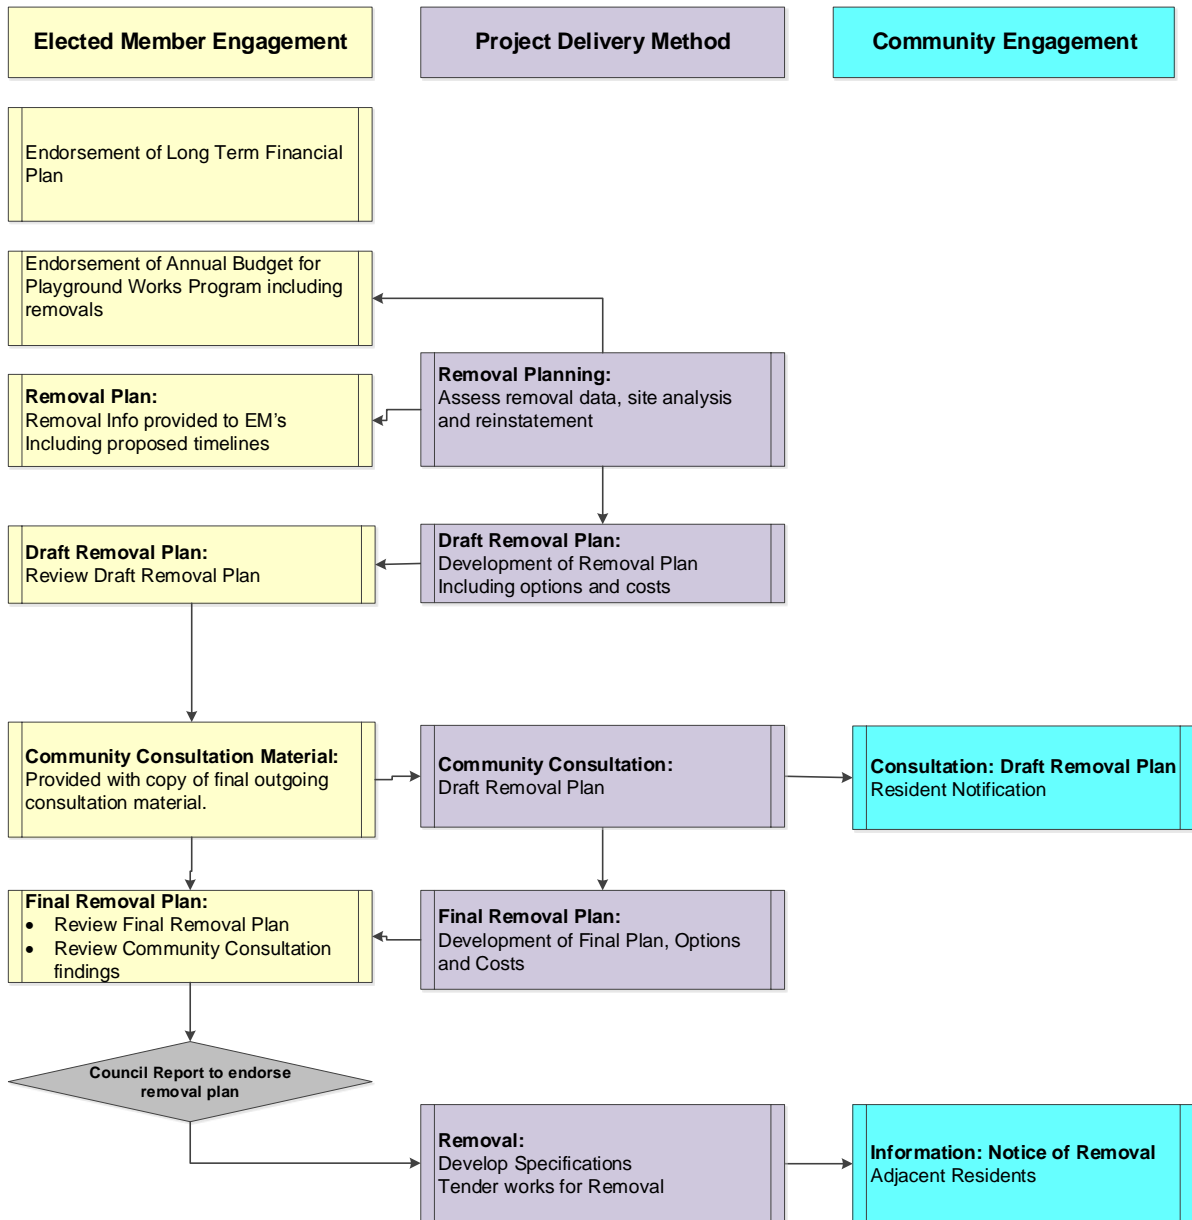 Elected Member Engagement
Project Delivery Method
Community Engagement
Endorsement of Long Term Financial
Plan
Endorsement of Annual Budget for
Playground Works Program including
removals
Removal Planning:
Assess removal data, site analysis
and reinstatement
Removal Plan:
Removal Info provided to EM's
Including proposed timelines
Draft Removal Plan:
Review Draft Removal Plan
Draft Removal Plan:
Development of Removal Plan
Including options and costs
Community Consultation Material:
Provided with copy of final outgoing
consultation material.
Community Consultation:
Draft Removal Plan
Consultation: Draft Removal Plan
Resident Notification
Final Removal Plan:
• Review Final Removal Plan
• Review Community Consultation
findings
Final Removal Plan:
Development of Final Plan, Options
and Costs
Council Report to endorse
removal plan
Removal:
Develop Specifications
Tender works for Removal
Information: Notice of Removal
Adjacent Residents